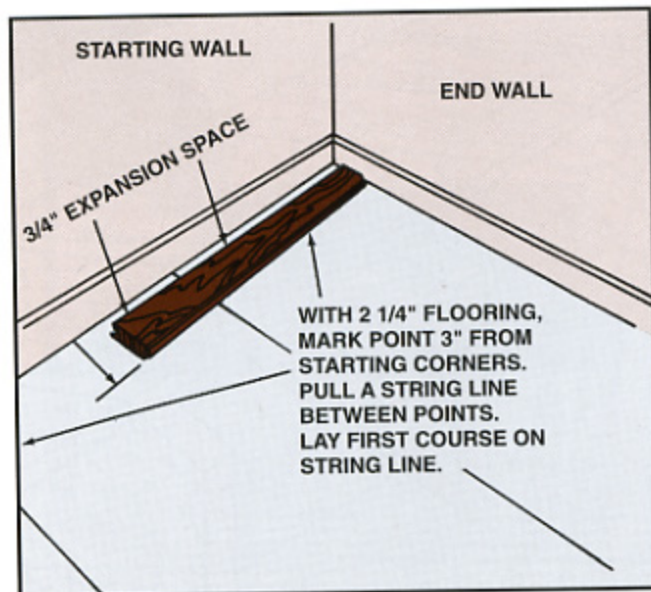 STARTING WALL
END WALL
3/4" EXPANSION SPACE
WITH 2 1/4" FLOORING,
MARK POINT 3" FROM
STARTING CORNERS.
PULL A STRING LINE
BETWEEN POINTS.
LAY FIRST COURSE ON
STRING LINE.